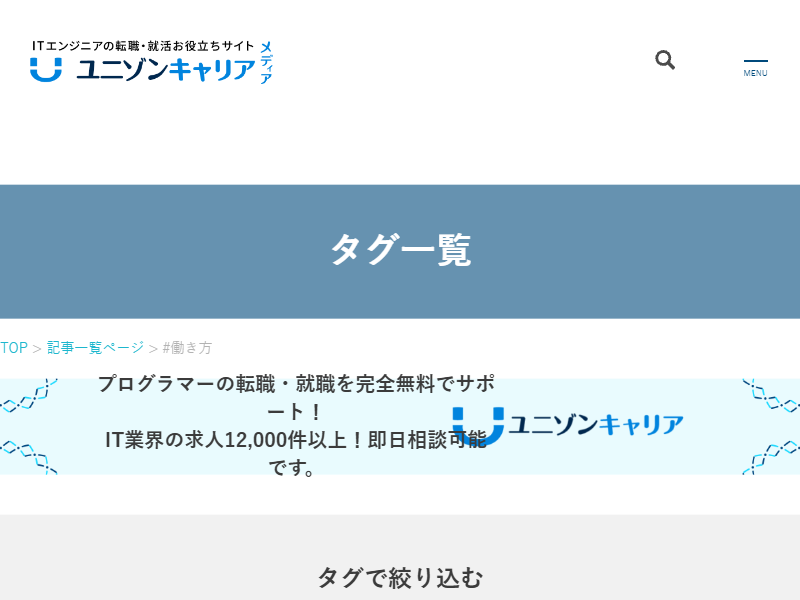 ITエンジニアの転職・就活お役立ちサイト
ユニゾンキャリア
メディア
MENU
タグ一覧
TOP > 記事一覧ページ > #働き方
プログラマーの転職・就職を完全無料でサポ
ート！
IT業界の求人12,000件以上！即日相談可能
です。
ユニゾンキャリア
タグで絞り込む